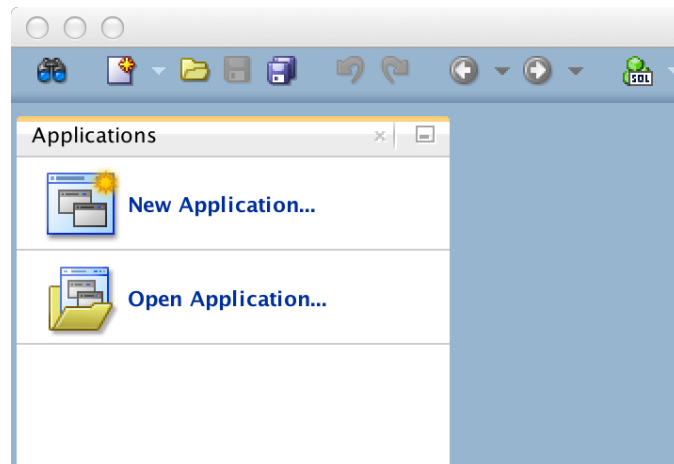 SQL
Applications
New Application...
Open Application...